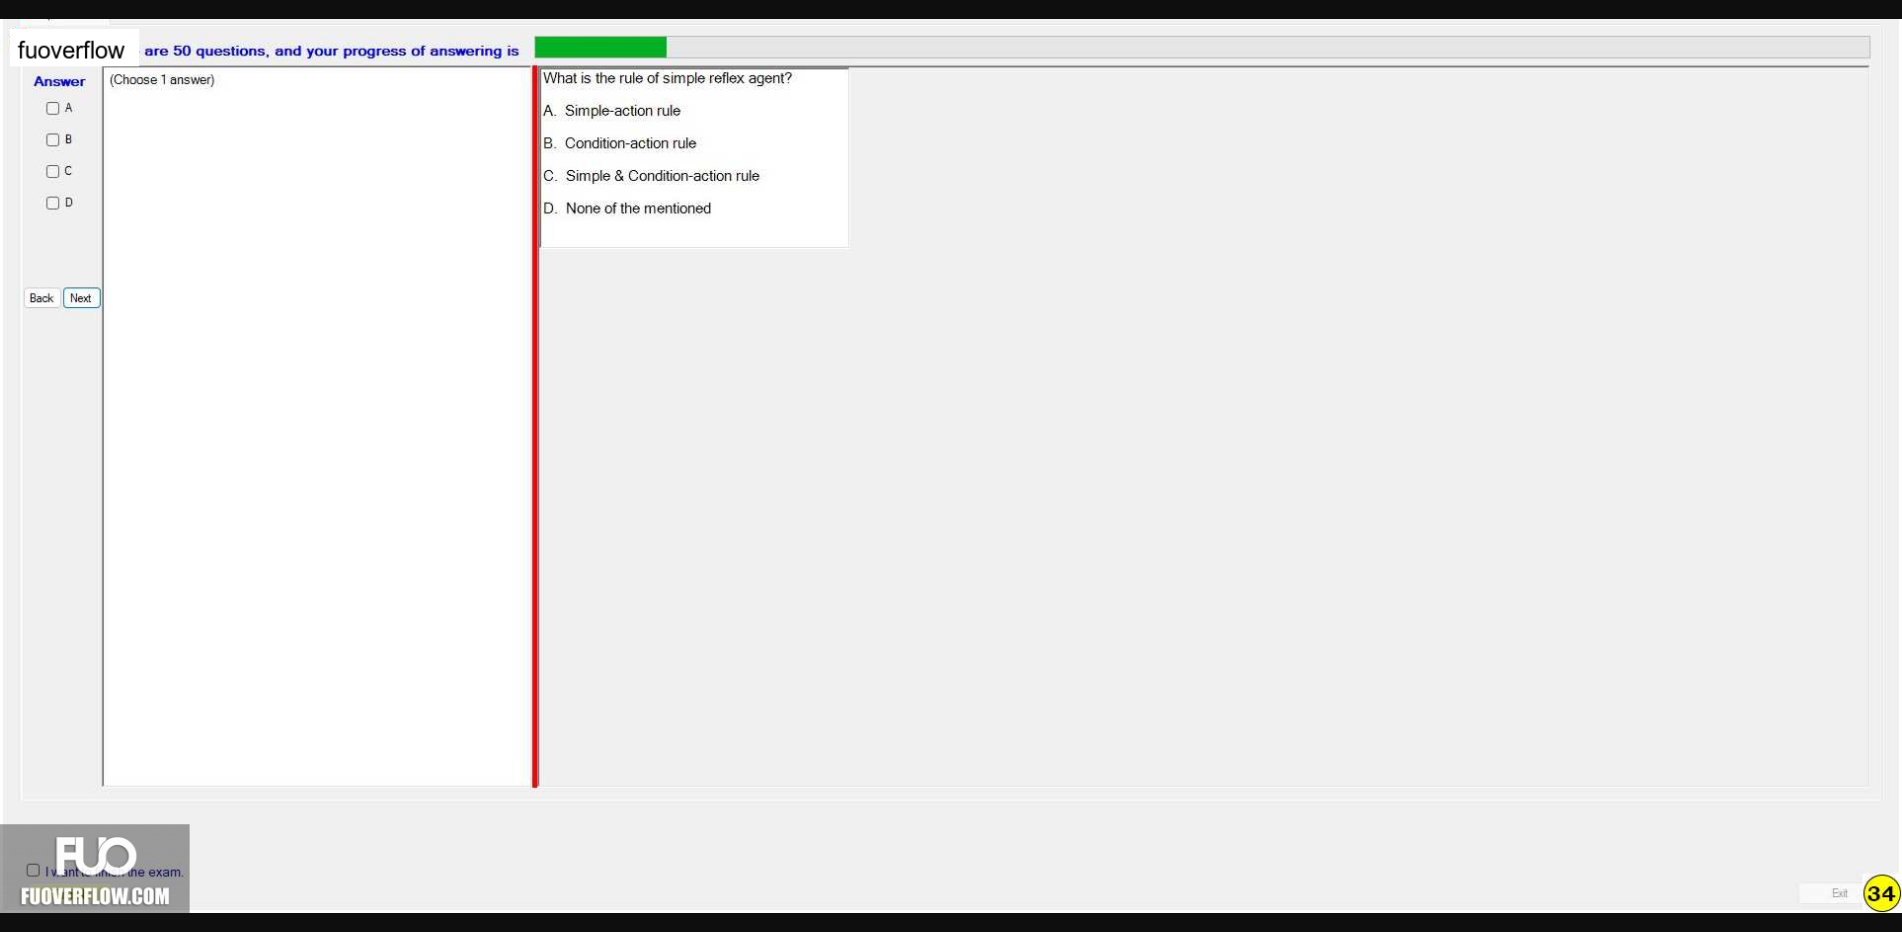 fuoverflow are 50 questions, and your progress of answering is
Answer
(Choose 1 answer)
A
B
C
D
Back
Next
What is the rule of simple reflex agent?
A. Simple-action rule
B. Condition-action rule
C. Simple & Condition-action rule
D. None of the mentioned
FUO
the exam.
FUOVERFLOW.COM
Exit
34